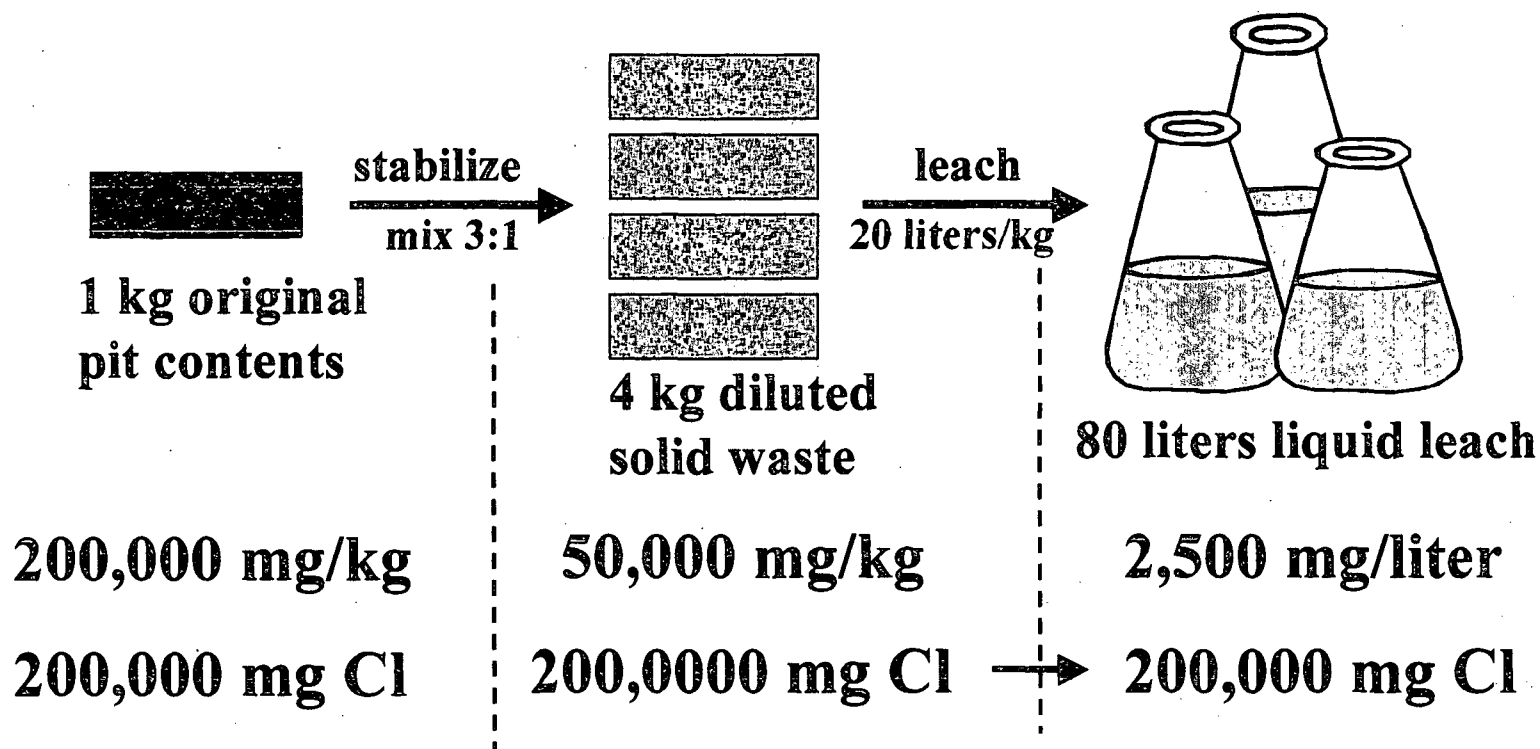 stabilize
mix 3:1
leach
20 liters/kg
1 kg original
pit contents
4 kg diluted
solid waste
80 liters liquid leach
200,000 mg/kg
50,000 mg/kg
2,500 mg/liter
200,000 mg Cl
200,0000 mg Cl
200,000 mg Cl